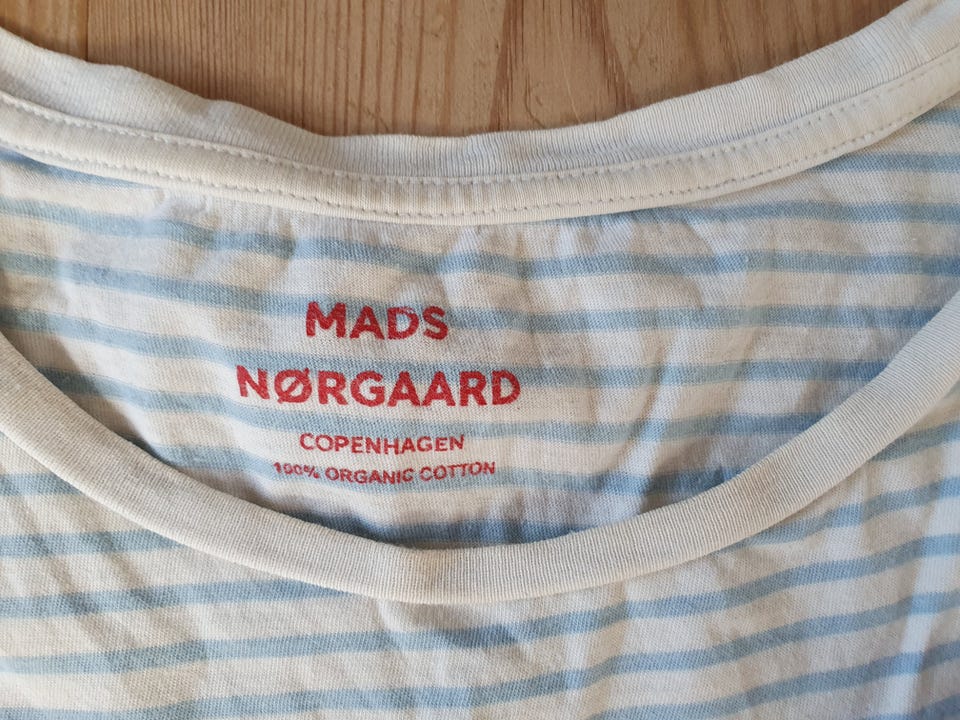 MADS
NØRGAARD
COPENHAGEN
100% ORGANIC COTTON